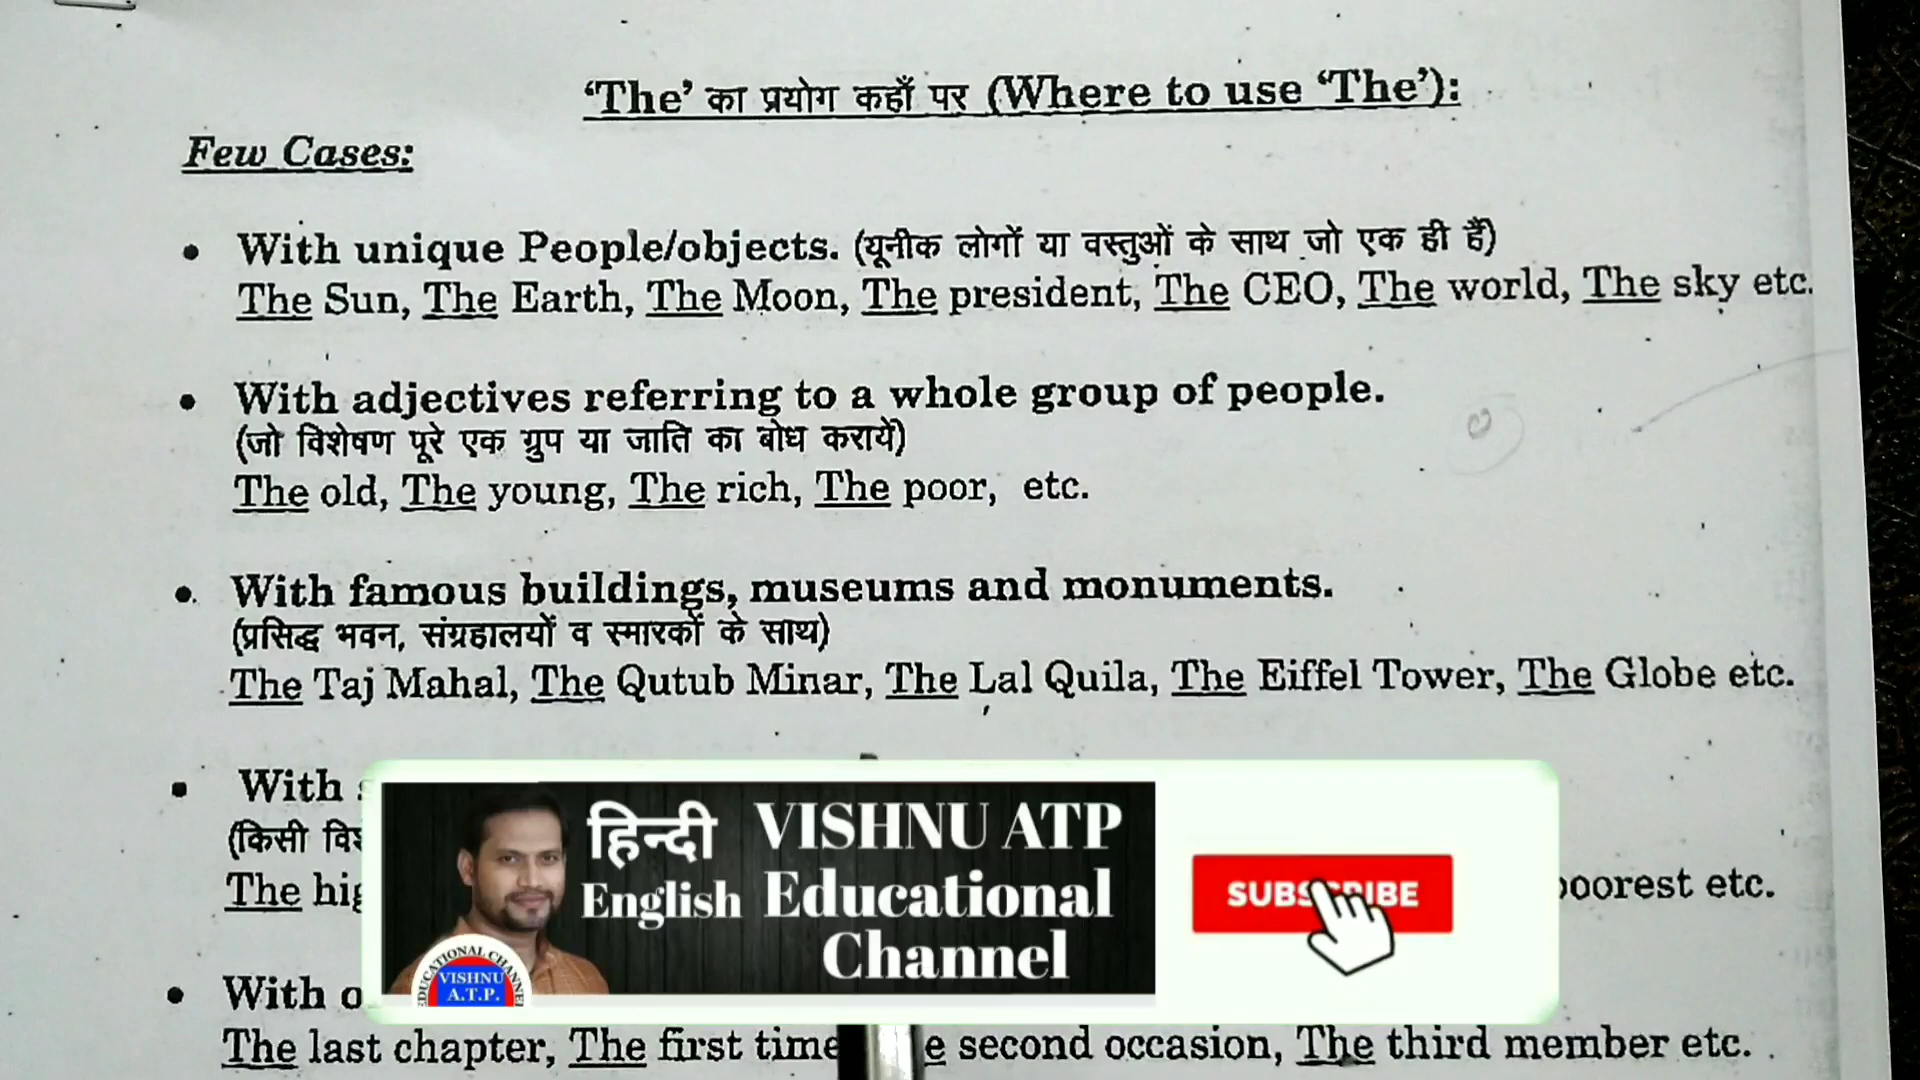 ‘The’ का प्रयोग कहाँ पर (Where to use ‘The’):
Few Cases:
• With unique People/objects. (यूनीक लोगों या वस्तुओं के साथ जो एक ही हैं)
The Sun, The Earth, The Moon, The president, The CEO, The world, The sky etc.
• With adjectives referring to a whole group of people.
(जो विशेषण पूरे एक ग्रुप या जाति का बोध करायें)
The old, The young, The rich, The poor, etc.
• With famous buildings, museums and monuments.
(प्रसिद्ध भवन, संग्रहालयों व स्मारकों के साथ)
The Taj Mahal, The Qutub Minar, The Lal Quila, The Eiffel Tower, The Globe etc.
• With
(किसी
The poorest etc.
• With
The last chapter, The first time second occasion, The third member etc.
हिन्दी VISHNU ATP
English Educational
Channel
EDUCATIONAL CHANNEL
VISHNU
A.T.P.
SUBSCRIBE